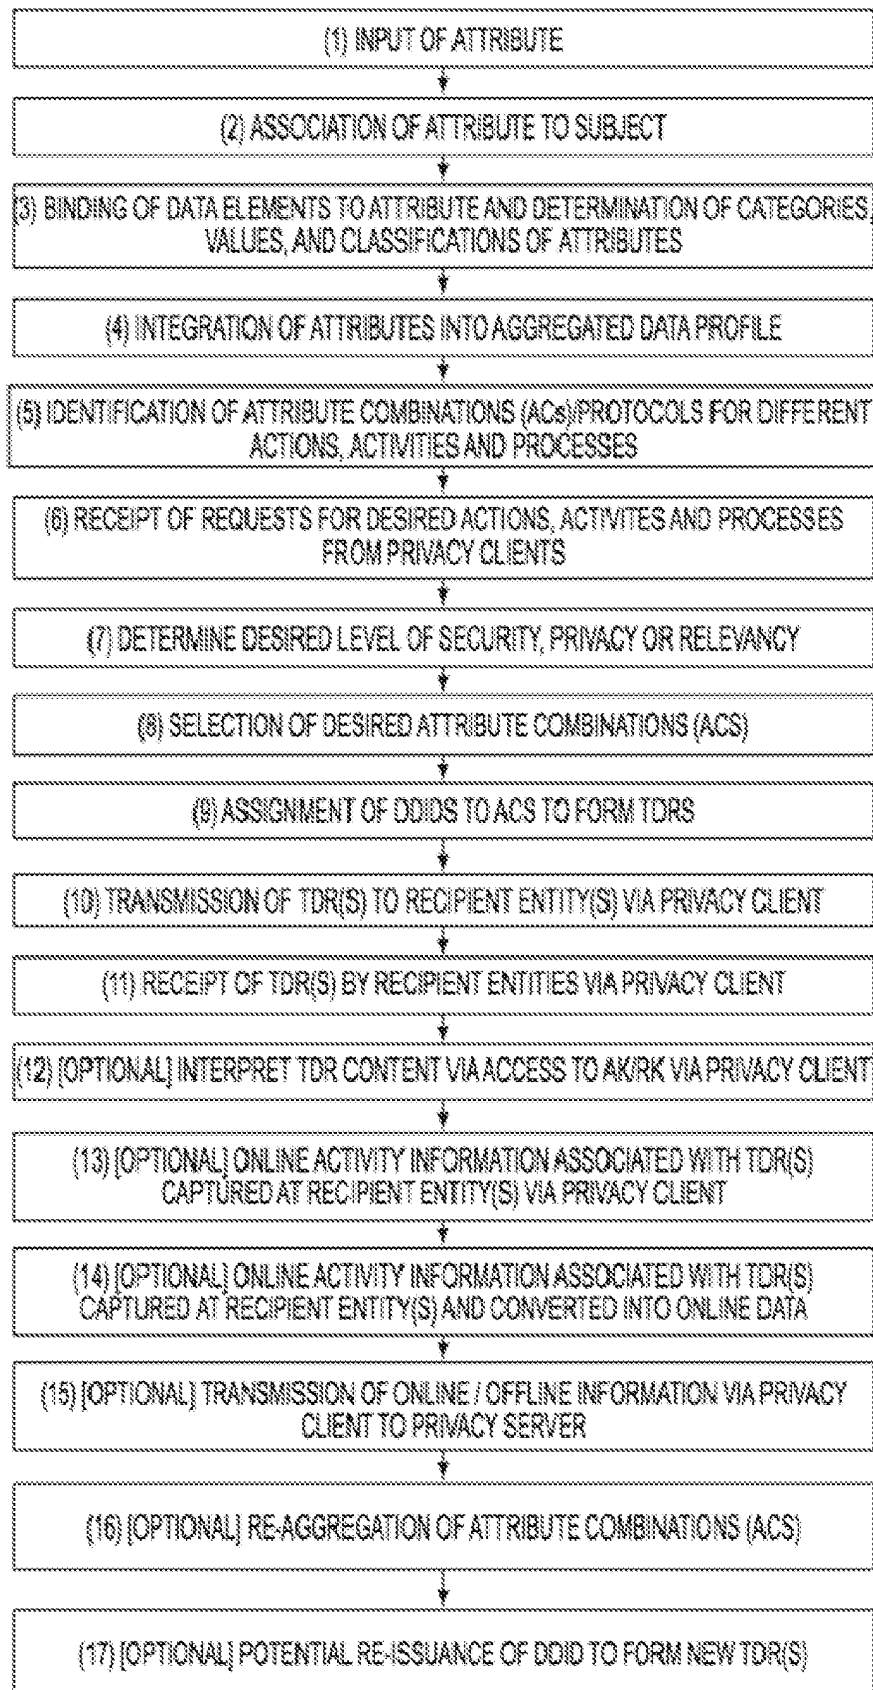 (1) INPUT OF ATTRIBUTE
(2) ASSOCIATION OF ATTRIBUTE TO SUBJECT
(3) BINDING OF DATA ELEMENTS TO ATTRIBUTE AND DETERMINATION OF CATEGORIES,
VALUES, AND CLASSIFICATIONS OF ATTRIBUTES
(4) INTEGRATION OF ATTRIBUTES INTO AGGREGATED DATA PROFILE
(5) IDENTIFICATION OF ATTRIBUTE COMBINATIONS (ACs)/PROTOCOLS FOR DIFFERENT
ACTIONS, ACTIVITIES AND PROCESSES
(6) RECEIPT OF REQUESTS FOR DESIRED ACTIONS, ACTIVITES AND PROCESSES
FROM PRIVACY CLIENTS
(7) DETERMINE DESIRED LEVEL OF SECURITY, PRIVACY OR RELEVANCY
(8) SELECTION OF DESIRED ATTRIBUTE COMBINATIONS (ACS)
(9) ASSIGNMENT OF DDIDS TO ACS TO FORM TDRS
(10) TRANSMISSION OF TDR(S) TO RECIPIENT ENTITY(S) VIA PRIVACY CLIENT
(11) RECEIPT OF TDR(S) BY RECIPIENT ENTITIES VIA PRIVACY CLIENT
(12) [OPTIONAL] INTERPRET TDR CONTENT VIA ACCESS TO AK/RK VIA PRIVACY CLIENT
(13) [OPTIONAL] ONLINE ACTIVITY INFORMATION ASSOCIATED WITH TDR(S)
CAPTURED AT RECIPIENT ENTITY(S) VIA PRIVACY CLIENT
(14) [OPTIONAL] ONLINE ACTIVITY INFORMATION ASSOCIATED WITH TDR(S)
CAPTURED AT RECIPIENT ENTITY(S) AND CONVERTED INTO ONLINE DATA
(15) [OPTIONAL] TRANSMISSION OF ONLINE / OFFLINE INFORMATION VIA PRIVACY
CLIENT TO PRIVACY SERVER
(16) [OPTIONAL] RE-AGGREGATION OF ATTRIBUTE COMBINATIONS (ACS)
(17) [OPTIONAL] POTENTIAL RE-ISSUANCE OF DDID TO FORM NEW TDR(S)